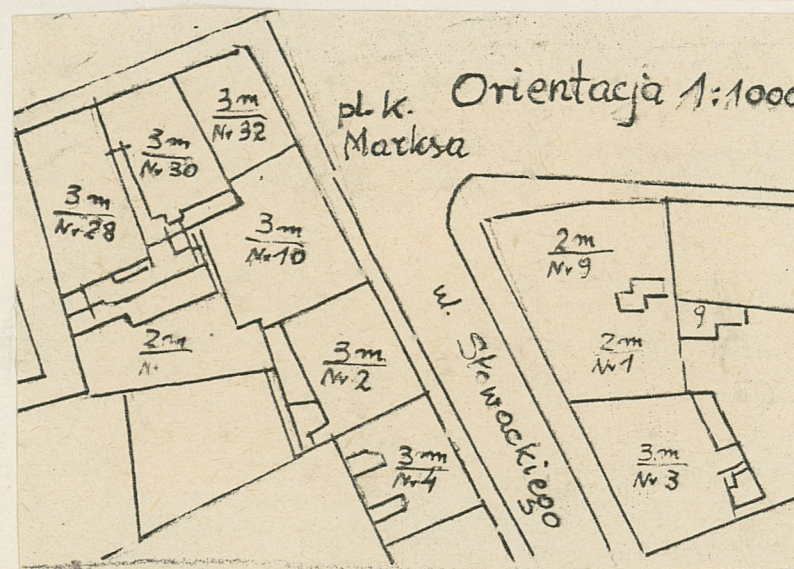 Orientacja 1:1000
pl. k.
Marksa
3m
Nr 32
3m
Nr 30
3m
Nr 28
3m
Nr 10
2m
N.
3m
Nr 2
3m
Nr 4
ul. Słowackiego
2m
Nr 9
9
2m
Nr 1
3m
Nr 3